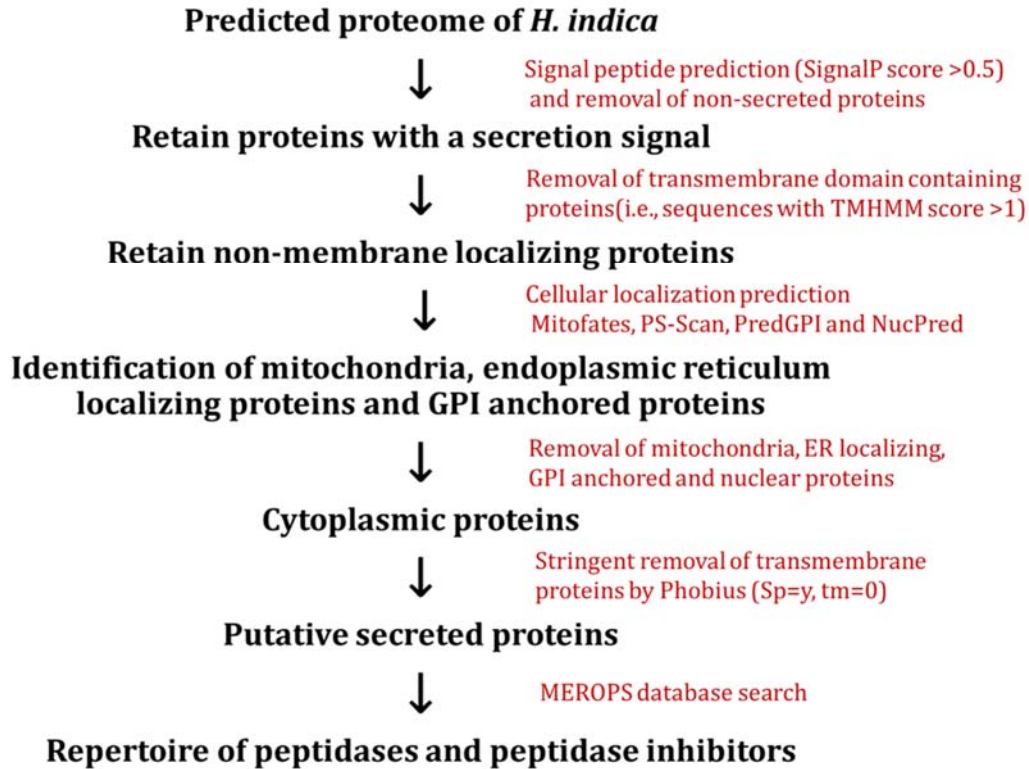 Predicted proteome of H. indica
↓
Signal peptide prediction (SignalP score >0.5)
and removal of non-secreted proteins
Retain proteins with a secretion signal
↓
Removal of transmembrane domain containing
proteins(i.e., sequences with TMHMM score >1)
Retain non-membrane localizing proteins
↓
Cellular localization prediction
Mitofates, PS-Scan, PredGPI and NucPred
Identification of mitochondria, endoplasmic reticulum
localizing proteins and GPI anchored proteins
↓
Removal of mitochondria, ER localizing,
GPI anchored and nuclear proteins
Cytoplasmic proteins
↓
Stringent removal of transmembrane
proteins by Phobius (Sp=y, tm=0)
Putative secreted proteins
↓
MEROPS database search
Repertoire of peptidases and peptidase inhibitors